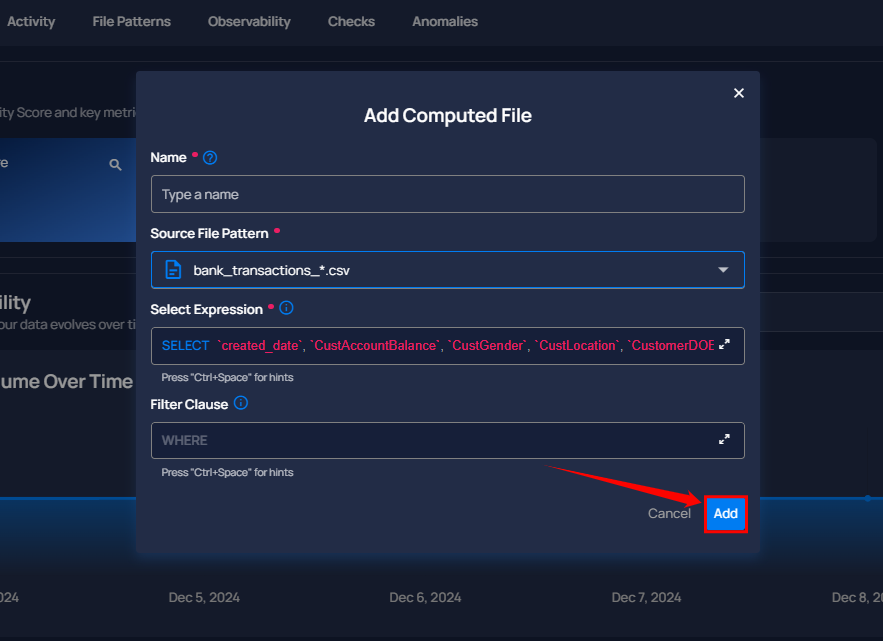 Activity File Patterns Observability Checks Anomalies
ity Score and key metri
Add Computed File
Name
Type a name
Source File Pattern
bank_transactions_*.csv
Select Expression
SELECT `created_date`, `CustAccountBalance`, `CustGender`, `CustLocation`, `CustomerDOB
Press "Ctrl+Space" for hints
Filter Clause
WHERE
Press "Ctrl+Space" for hints
Cancel Add
ility
our data evolves over ti
ume Over Time
024 Dec 5, 2024 Dec 6, 2024 Dec 7, 2024 Dec 8, 20